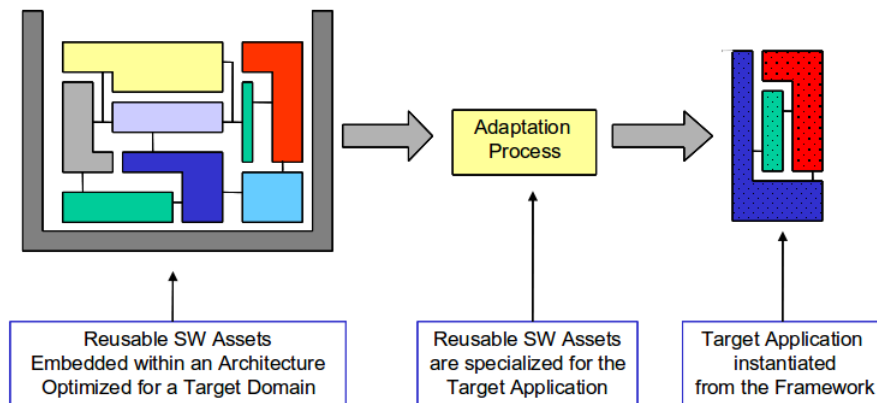 Adaptation
Process
Reusable SW Assets
Embedded within an Architecture
Optimized for a Target Domain
Reusable SW Assets
are specialized for the
Target Application
Target Application
instantiated
from the Framework